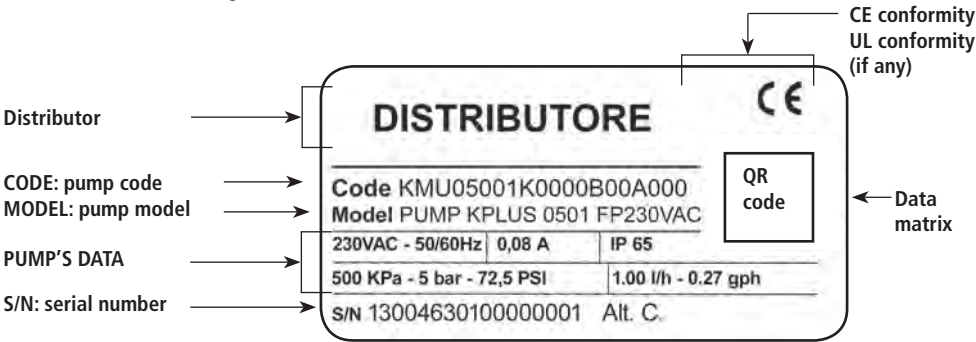 CE conformity
UL conformity
(if any)
Distributor
DISTRIBUTORE
CE
CODE: pump code
MODEL: pump model
Code KMU05001K0000B00A000
Model PUMP KPLUS 0501 FP230VAC
QR
code
Data
matrix
PUMP'S DATA
230VAC - 50/60Hz 0,08 A IP 65
500 KPa - 5 bar - 72,5 PSI 1.00 l/h - 0.27 gph
S/N: serial number
S/N 13004630100000001 Alt. C.